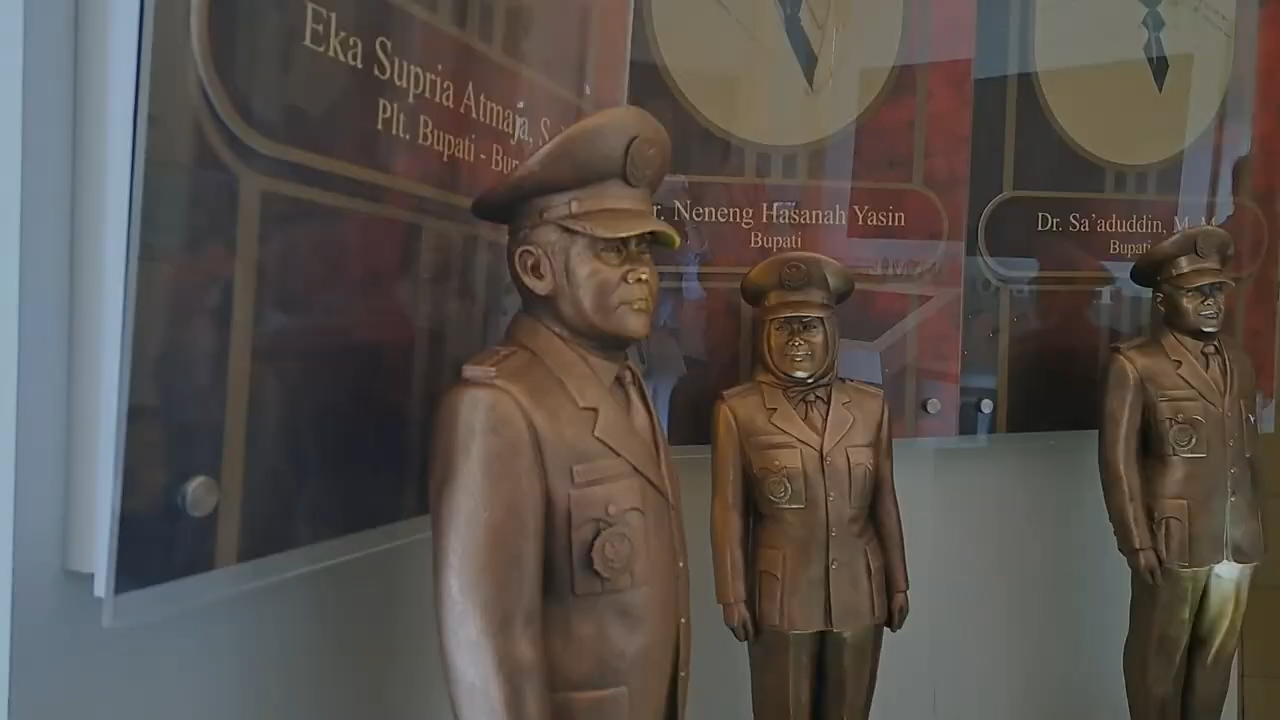 Eka Supria Atmaja,
Plt. Bupati -
Neneng Hasanah Yasin
Bupati
Dr. Sa'aduddin,
Bupati